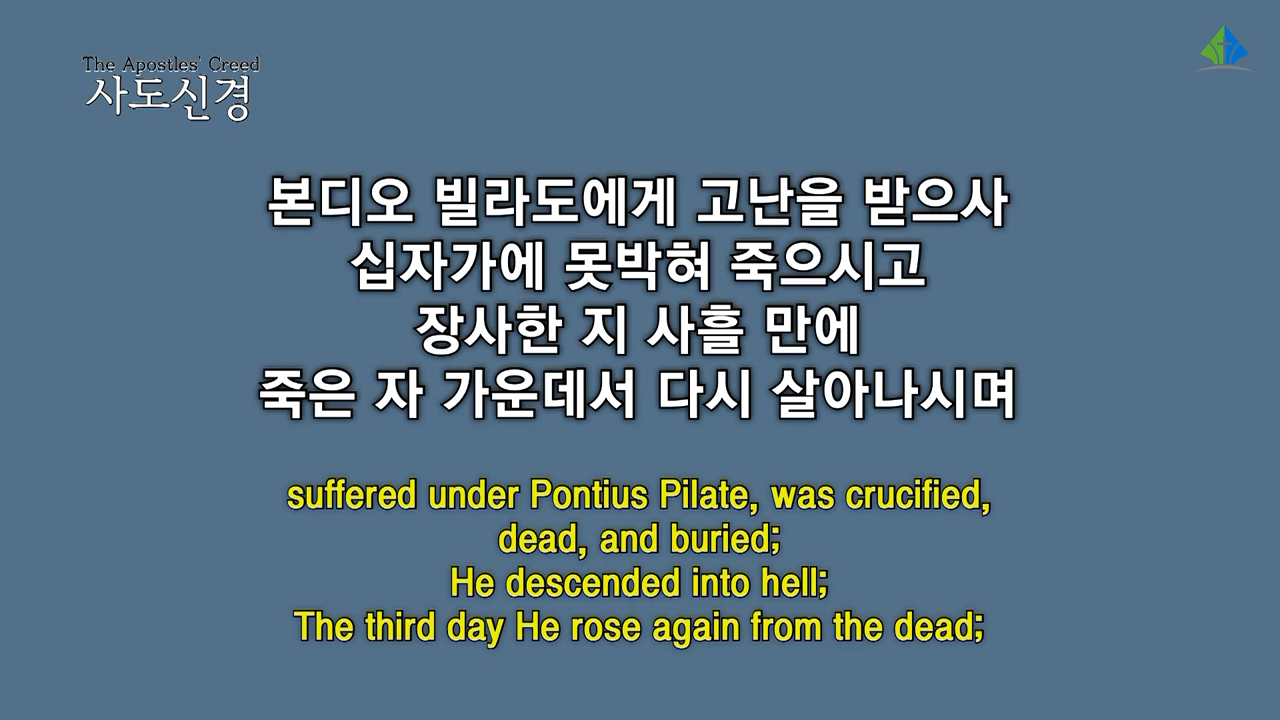 The Apostles' Creed
사도신경
본디오 빌라도에게 고난을 받으사
십자가에 못박혀 죽으시고
장사한 지 사흘 만에
죽은 자 가운데서 다시 살아나시며
suffered under Pontius Pilate, was crucified,
dead, and buried;
He descended into hell;
The third day He rose again from the dead;